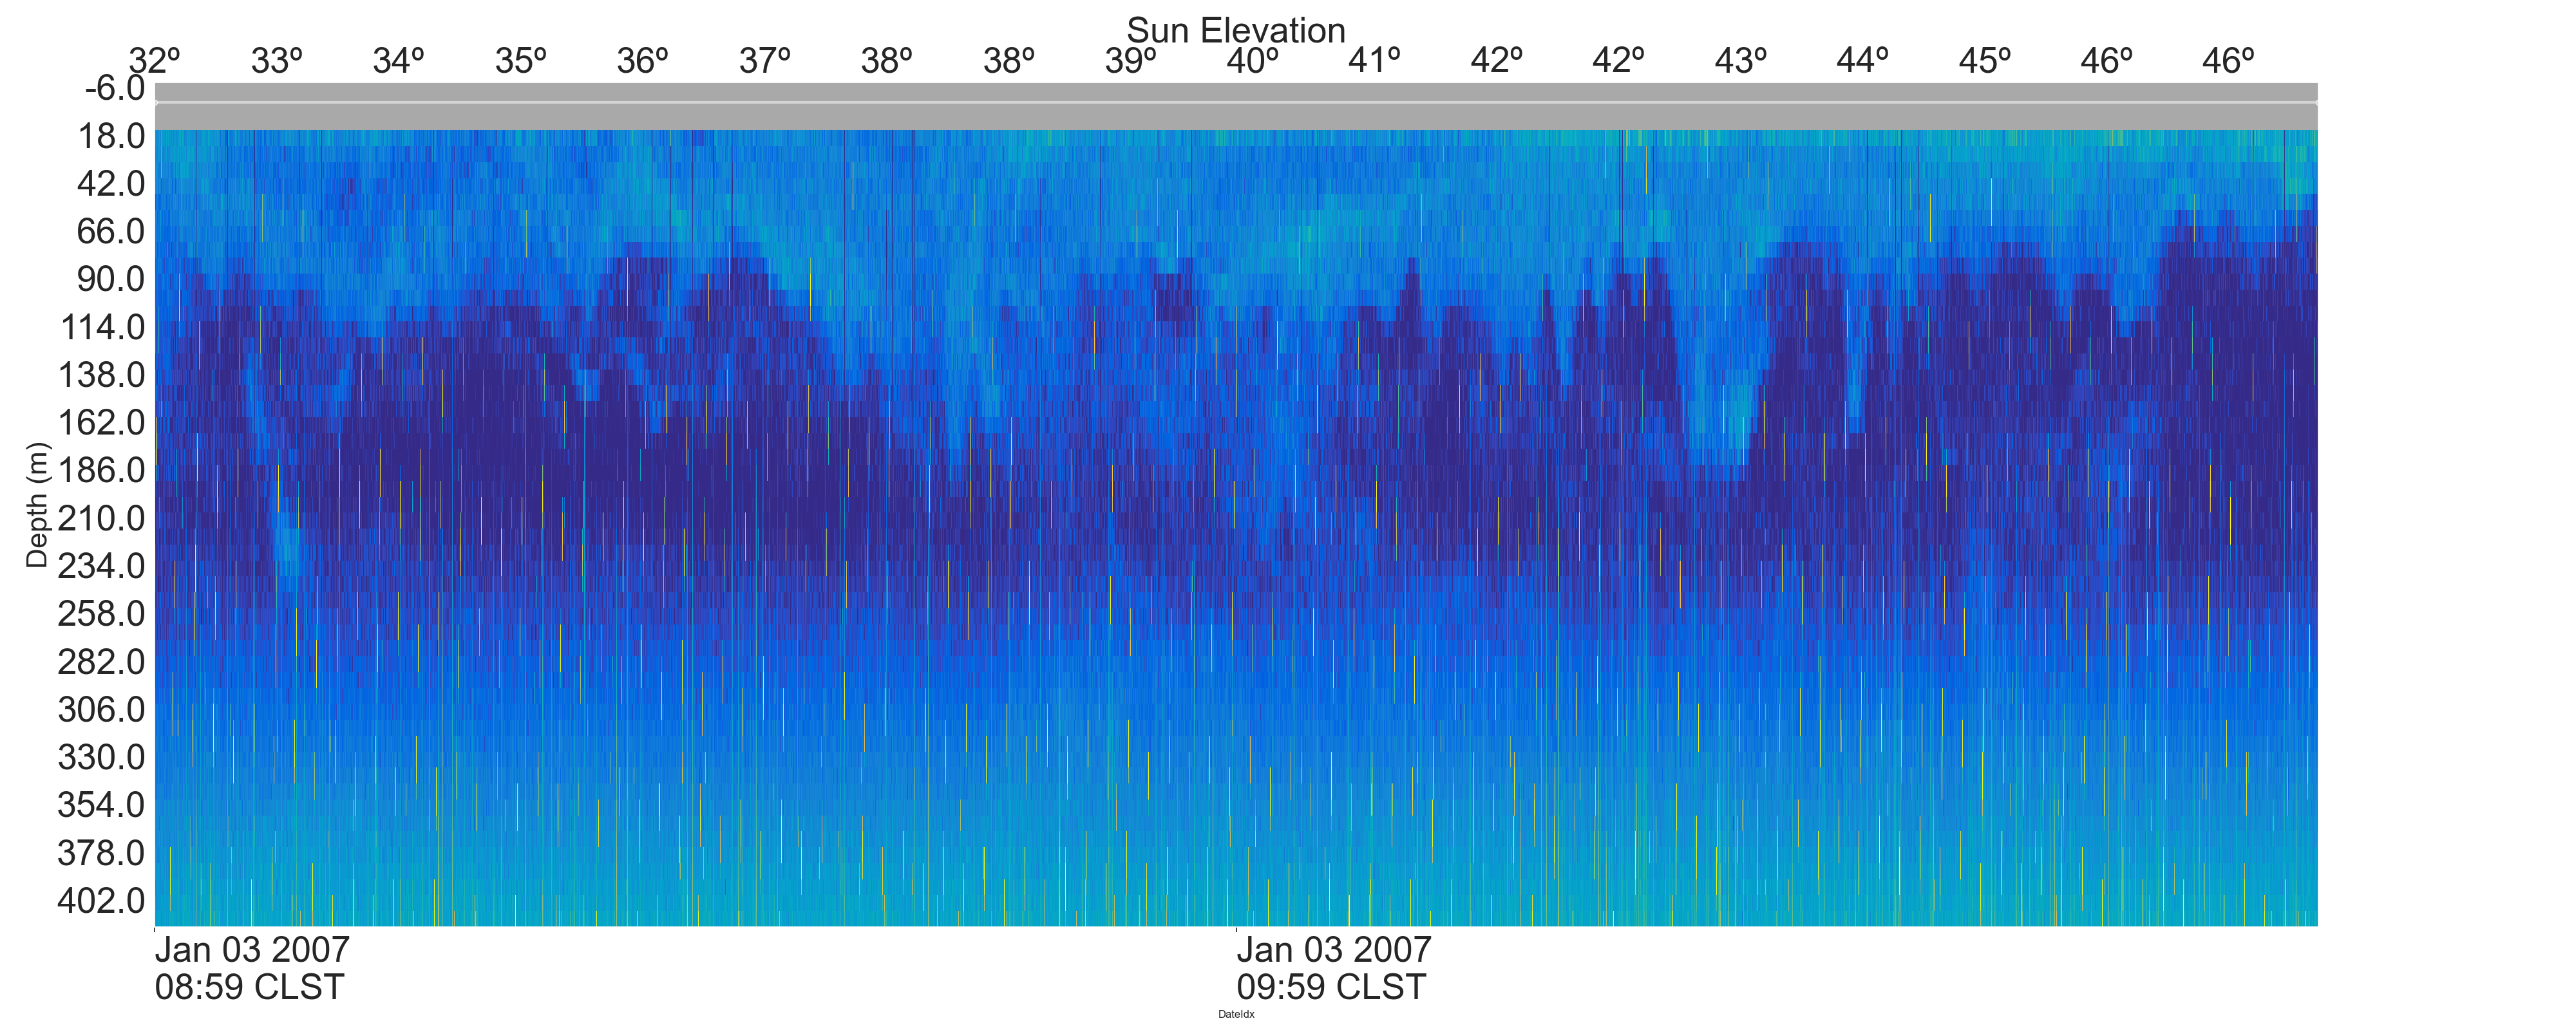 Sun Elevation
32º 33º 34º 35º 36º 37º 38º 38º 39º 40º 41º 42º 42º 43º 44º 45º 46º 46º
-6.0
18.0
42.0
66.0
90.0
114.0
138.0
162.0
186.0
210.0
234.0
258.0
282.0
306.0
330.0
354.0
378.0
402.0
Depth (m)
Jan 03 2007
08:59 CLST
Jan 03 2007
09:59 CLST
DateIdx